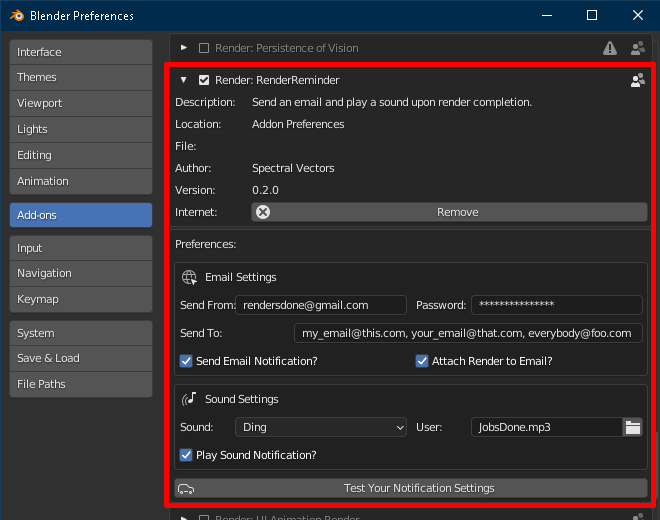 Blender Preferences
Interface
Themes
Viewport
Lights
Editing
Animation
Add-ons
Input
Navigation
Keymap
System
Save & Load
File Paths
Render: Persistence of Vision
Render: RenderReminder
Description: Send an email and play a sound upon render completion.
Location: Addon Preferences
File:
Author: Spectral Vectors
Version: 0.2.0
Internet: Remove
Preferences:
Email Settings
Send From: rendersdone@gmail.com Password: ***************
Send To: my_email@this.com, your_email@that.com, everybody@foo.com
Send Email Notification? Attach Render to Email?
Sound Settings
Sound: Ding User: JobsDone.mp3
Play Sound Notification?
Test Your Notification Settings
Render: UI Animation Render